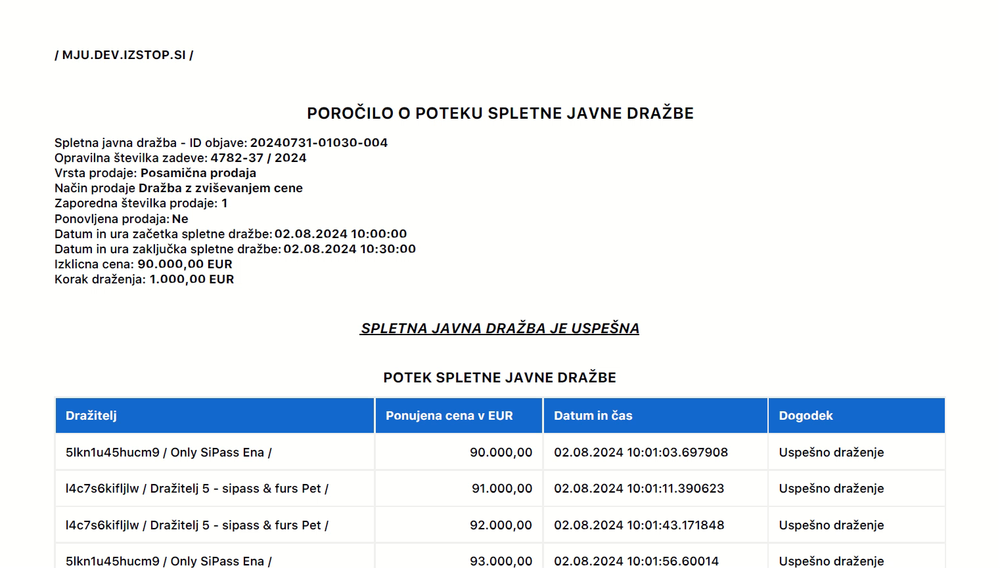 / MJU.DEV.IZSTOP.SI /
POROČILO O POTEKU SPLETNE JAVNE DRAŽBE
Spletna javna dražba - ID objave: 20240731-01030-004
Opravilna številka zadeve: 4782-37 / 2024
Vrsta prodaje: Posamična prodaja
Način prodaje Dražba z zviševanjem cene
Zaporedna številka prodaje: 1
Ponovljena prodaja: Ne
Datum in ura začetka spletne dražbe: 02.08.2024 10:00:00
Datum in ura zaključka spletne dražbe: 02.08.2024 10:30:00
Izklicna cena: 90.000,00 EUR
Korak draženja: 1.000,00 EUR
SPLETNA JAVNA DRAŽBA JE USPEŠNA
POTEK SPLETNE JAVNE DRAŽBE
Dražitelj Ponujena cena v EUR Datum in čas Dogodek
5lkn1u45hucm9 / Only SiPass Ena / 90.000,00 02.08.2024 10:01:03.697908 Uspešno draženje
l4c7s6kifljlw / Dražitelj 5 - sipass & furs Pet / 91.000,00 02.08.2024 10:01:11.390623 Uspešno draženje
l4c7s6kifljlw / Dražitelj 5 - sipass & furs Pet / 92.000,00 02.08.2024 10:01:43.171848 Uspešno draženje
5lkn1u45hucm9 / Only SiPass Ena / 93.000,00 02.08.2024 10:01:56.60014 Uspešno draženje